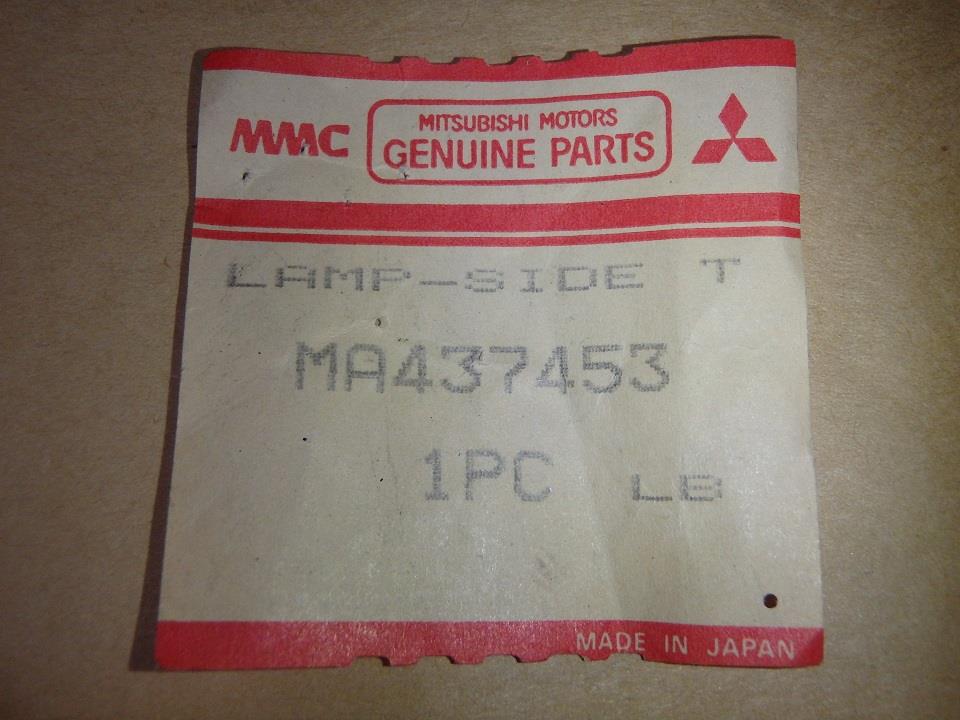 MMC
MITSUBISHI MOTORS
GENUINE PARTS
LAMP-SIDE T
MA437453
1PC LB
MADE IN JAPAN